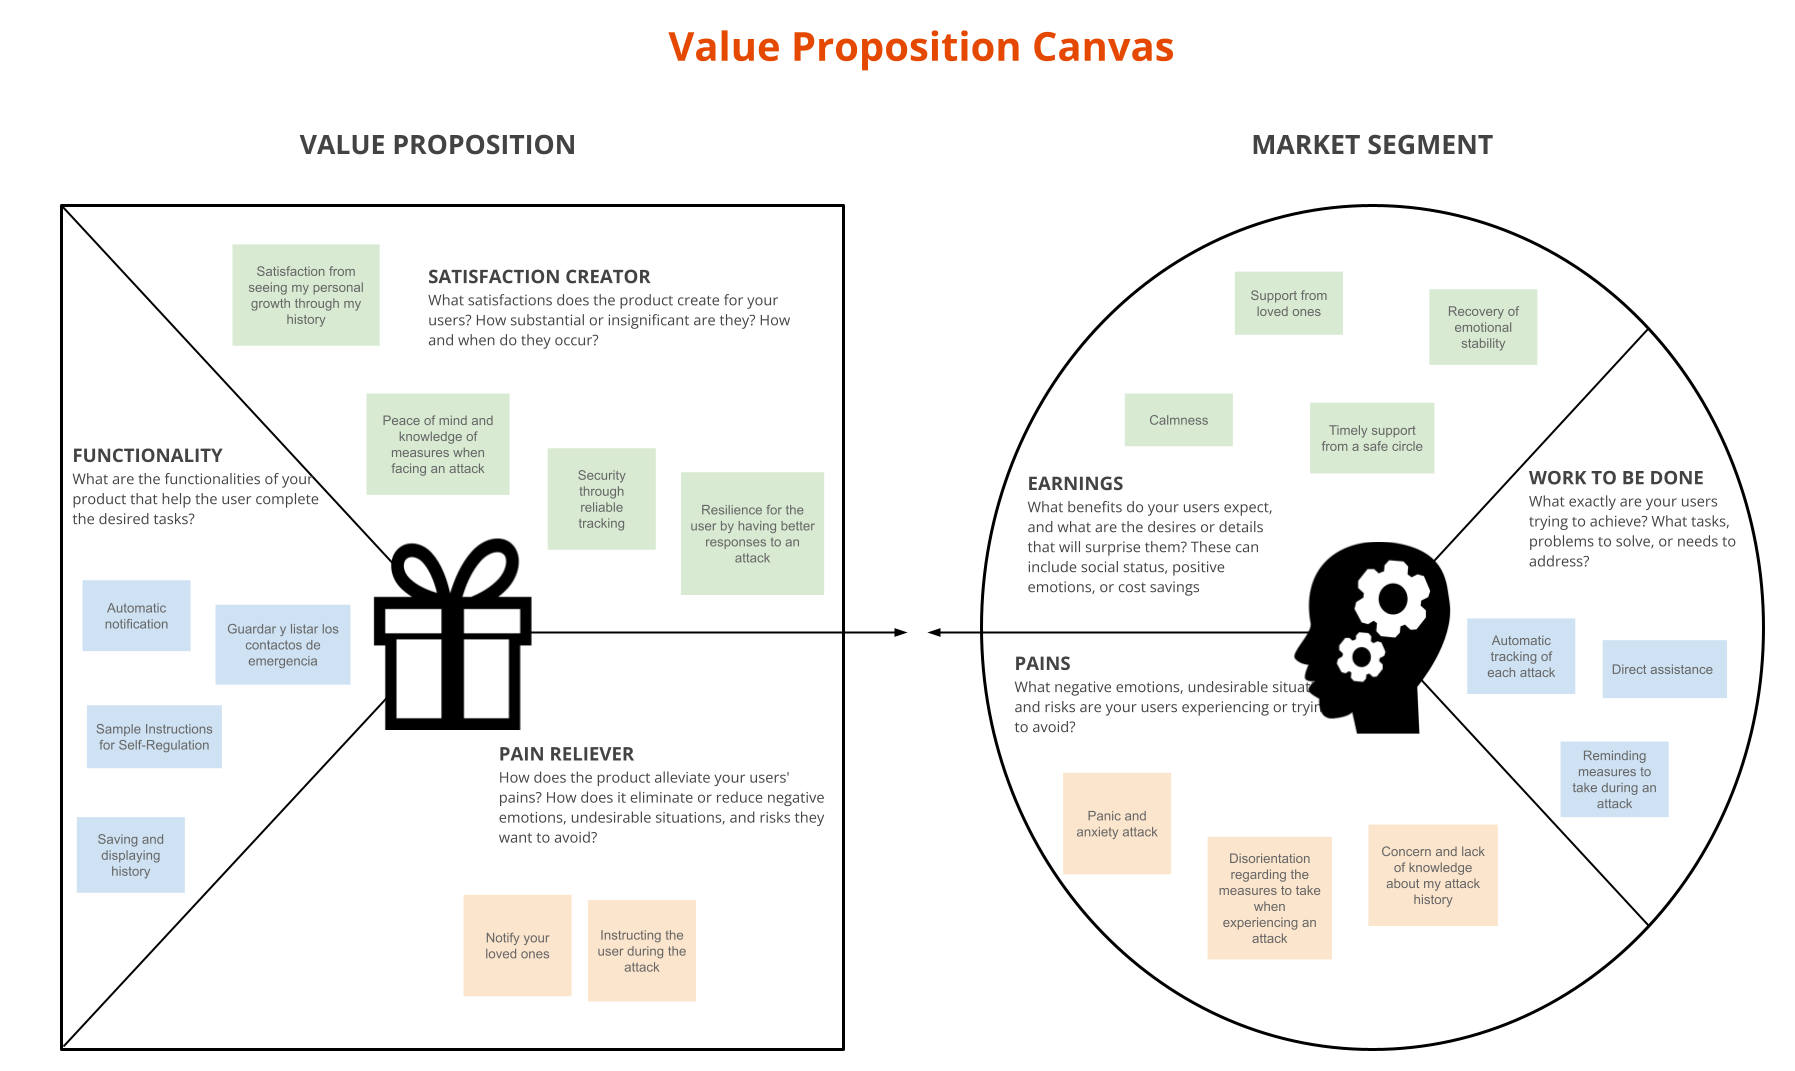 Value Proposition Canvas
VALUE PROPOSITION
SATISFACTION CREATOR
What satisfactions does the product create for your
users? How substantial or insignificant are they? How
and when do they occur?
Satisfaction from
seeing my personal
growth through my
history
Peace of mind and
knowledge of
measures when
facing an attack
Security
through
reliable
tracking
Resilience for the
user by having better
responses to an
attack
FUNCTIONALITY
What are the functionalities of your
product that help the user complete
the desired tasks?
Automatic
notification
Guardar y listar los
contactos de
emergencia
Sample Instructions
for Self-Regulation
Saving and
displaying
history
PAIN RELIEVER
How does the product alleviate your users'
pains? How does it eliminate or reduce negative
emotions, undesirable situations, and risks they
want to avoid?
Notify your
loved ones
Instructing the
user during the
attack
MARKET SEGMENT
Support from
loved ones
Recovery of
emotional
stability
Calmness
Timely support
from a safe circle
EARNINGS
What benefits do your users expect,
and what are the desires or details
that will surprise them? These can
include social status, positive
emotions, or cost savings
WORK TO BE DONE
What exactly are your users
trying to achieve? What tasks,
problems to solve, or needs to
address?
Automatic
tracking of
each attack
Direct assistance
Reminding
measures to
take during an
attack
PAINS
What negative emotions, undesirable
and risks are your users experiencing or
to avoid?
Panic and
anxiety attack
Disorientation
regarding the
measures to take
when
experiencing an
attack
Concern and lack
of knowledge
about my attack
history